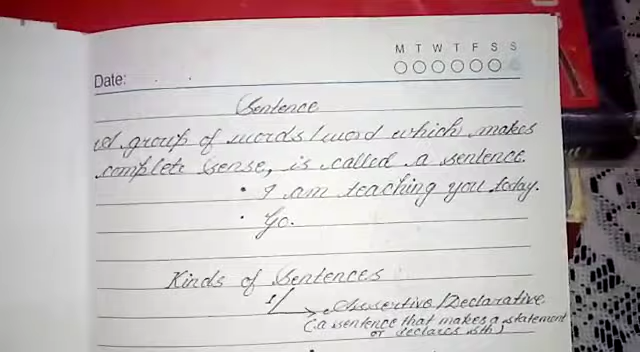 M T W T F S S
Date:
Sentence
A group of words/word which makes
complete sense, is called a sentence.
• I am teaching you today.
• Go.
Kinds of Sentences
1/ → Assertive/Declarative
(a sentence that makes a statement
or declares sth.)